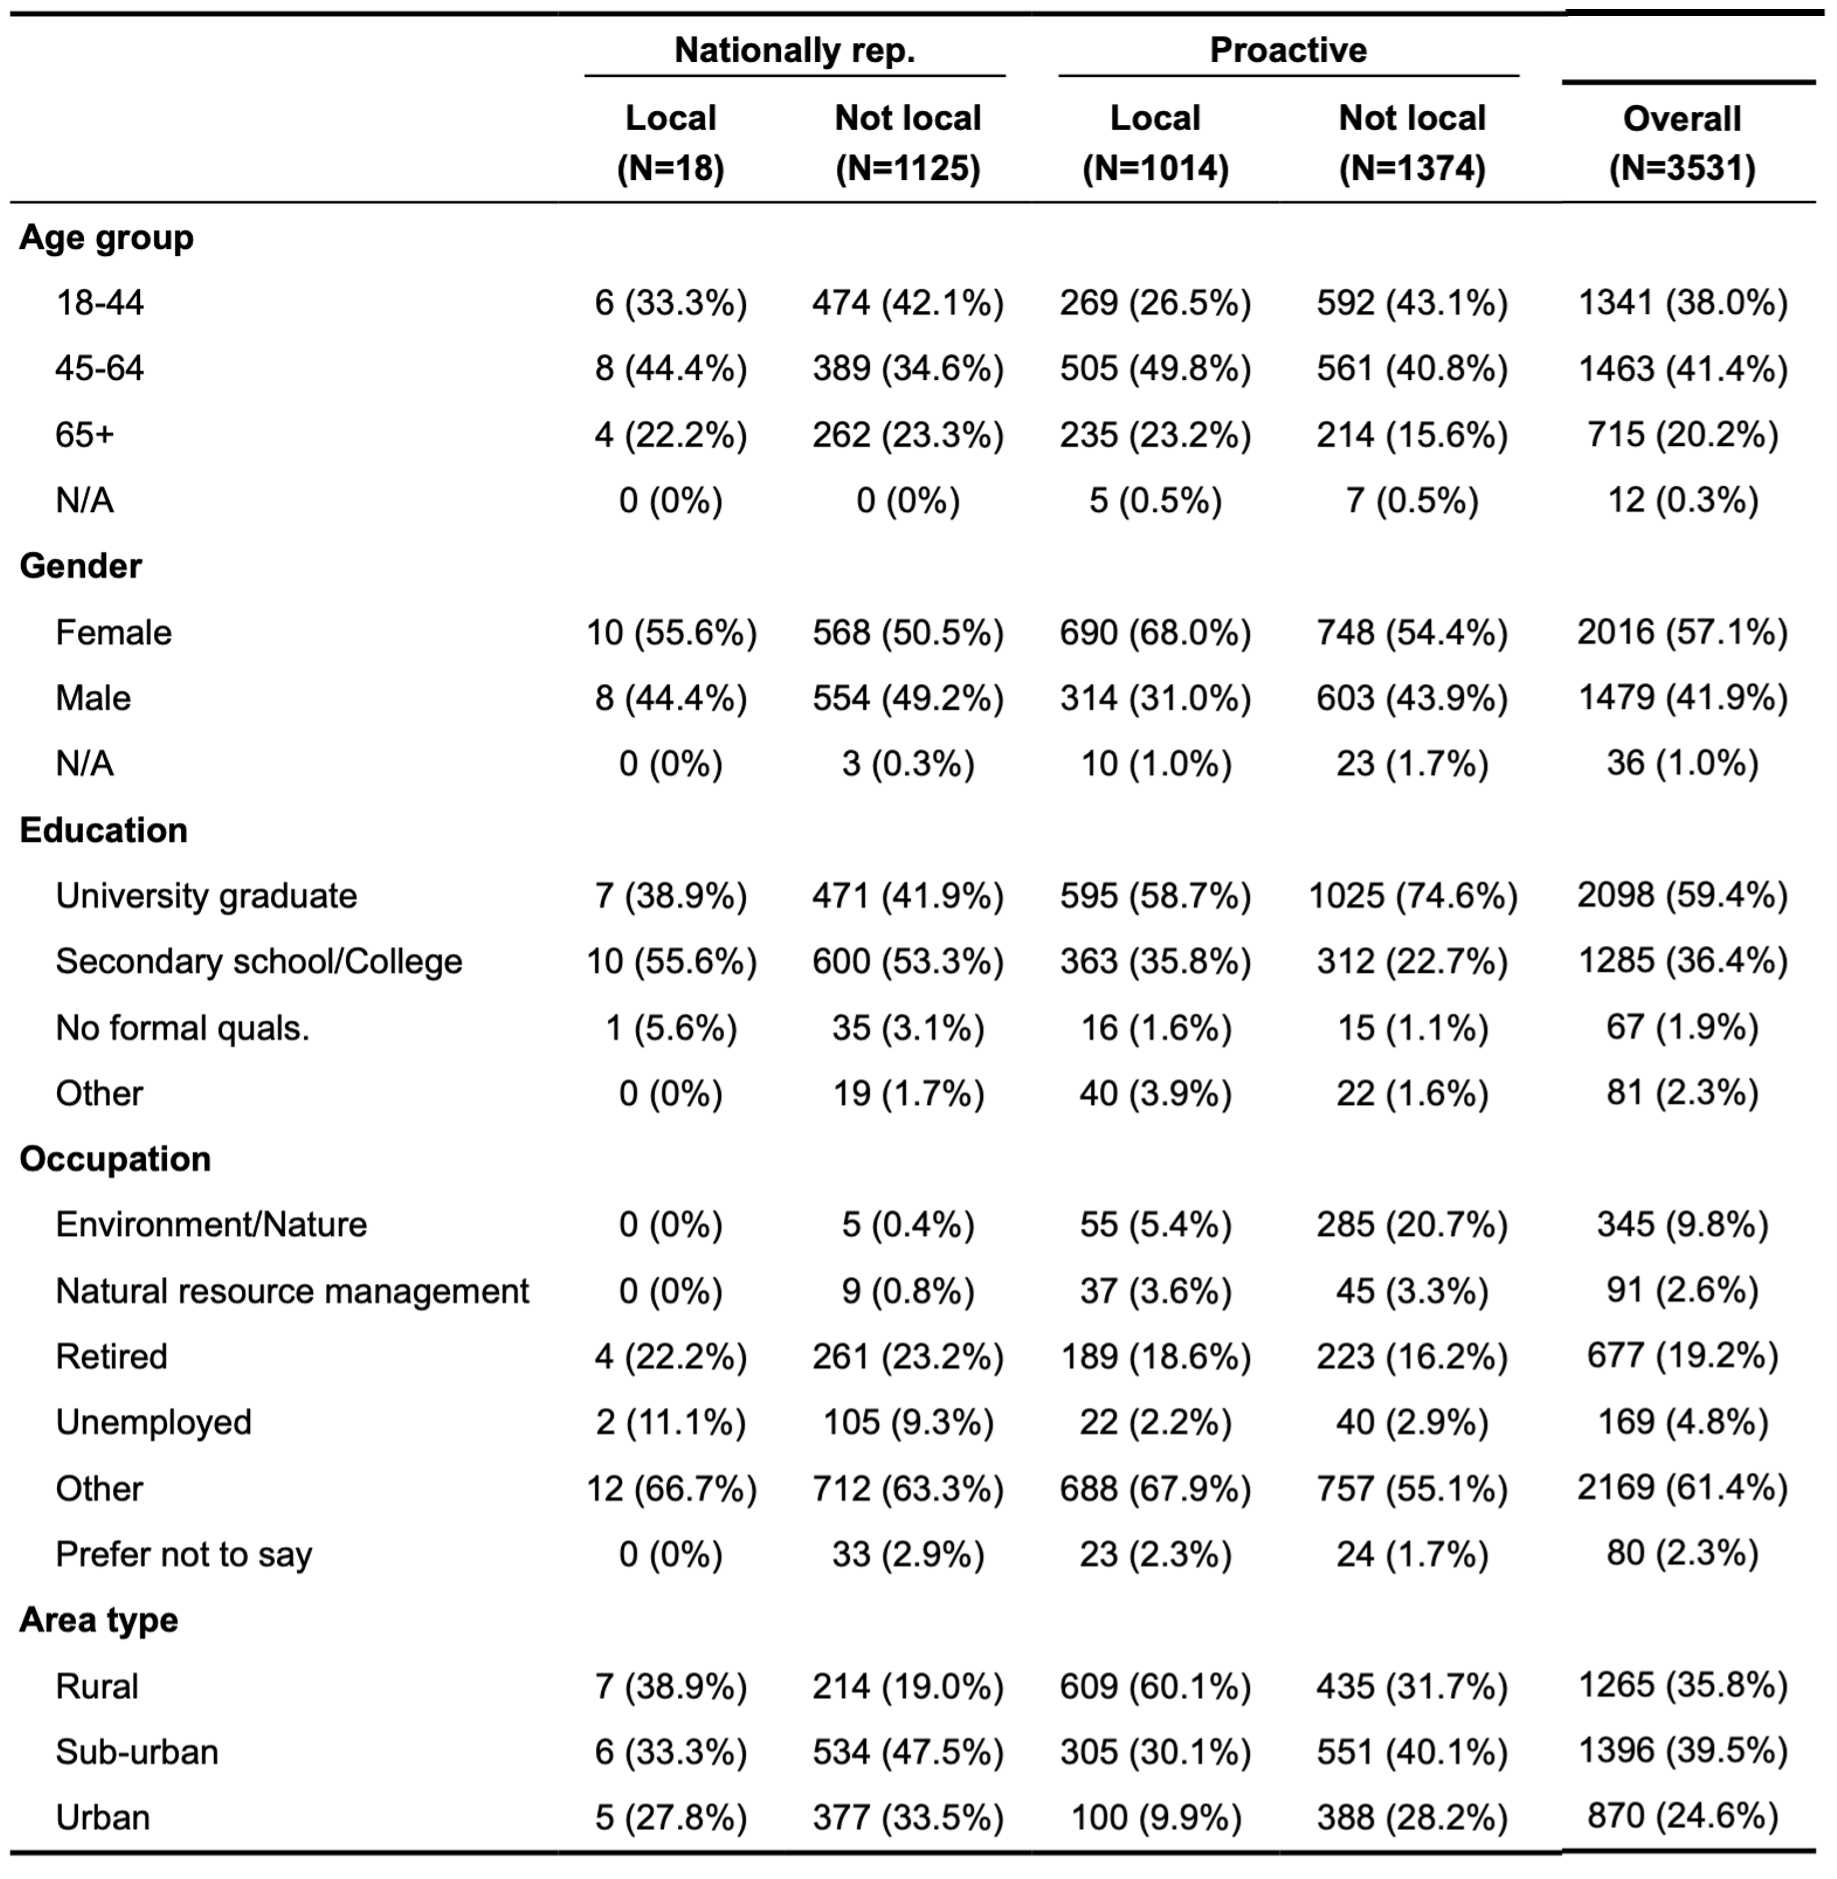 Nationally rep. Proactive
Local Not local Local Not local Overall
(N=18) (N=1125) (N=1014) (N=1374) (N=3531)
Age group
18-44 6 (33.3%) 474 (42.1%) 269 (26.5%) 592 (43.1%) 1341 (38.0%)
45-64 8 (44.4%) 389 (34.6%) 505 (49.8%) 561 (40.8%) 1463 (41.4%)
65+ 4 (22.2%) 262 (23.3%) 235 (23.2%) 214 (15.6%) 715 (20.2%)
N/A 0 (0%) 0 (0%) 5 (0.5%) 7 (0.5%) 12 (0.3%)
Gender
Female 10 (55.6%) 568 (50.5%) 690 (68.0%) 748 (54.4%) 2016 (57.1%)
Male 8 (44.4%) 554 (49.2%) 314 (31.0%) 603 (43.9%) 1479 (41.9%)
N/A 0 (0%) 3 (0.3%) 10 (1.0%) 23 (1.7%) 36 (1.0%)
Education
University graduate 7 (38.9%) 471 (41.9%) 595 (58.7%) 1025 (74.6%) 2098 (59.4%)
Secondary school/College 10 (55.6%) 600 (53.3%) 363 (35.8%) 312 (22.7%) 1285 (36.4%)
No formal quals. 1 (5.6%) 35 (3.1%) 16 (1.6%) 15 (1.1%) 67 (1.9%)
Other 0 (0%) 19 (1.7%) 40 (3.9%) 22 (1.6%) 81 (2.3%)
Occupation
Environment/Nature 0 (0%) 5 (0.4%) 55 (5.4%) 285 (20.7%) 345 (9.8%)
Natural resource management 0 (0%) 9 (0.8%) 37 (3.6%) 45 (3.3%) 91 (2.6%)
Retired 4 (22.2%) 261 (23.2%) 189 (18.6%) 223 (16.2%) 677 (19.2%)
Unemployed 2 (11.1%) 105 (9.3%) 22 (2.2%) 40 (2.9%) 169 (4.8%)
Other 12 (66.7%) 712 (63.3%) 688 (67.9%) 757 (55.1%) 2169 (61.4%)
Prefer not to say 0 (0%) 33 (2.9%) 23 (2.3%) 24 (1.7%) 80 (2.3%)
Area type
Rural 7 (38.9%) 214 (19.0%) 609 (60.1%) 435 (31.7%) 1265 (35.8%)
Sub-urban 6 (33.3%) 534 (47.5%) 305 (30.1%) 551 (40.1%) 1396 (39.5%)
Urban 5 (27.8%) 377 (33.5%) 100 (9.9%) 388 (28.2%) 870 (24.6%)